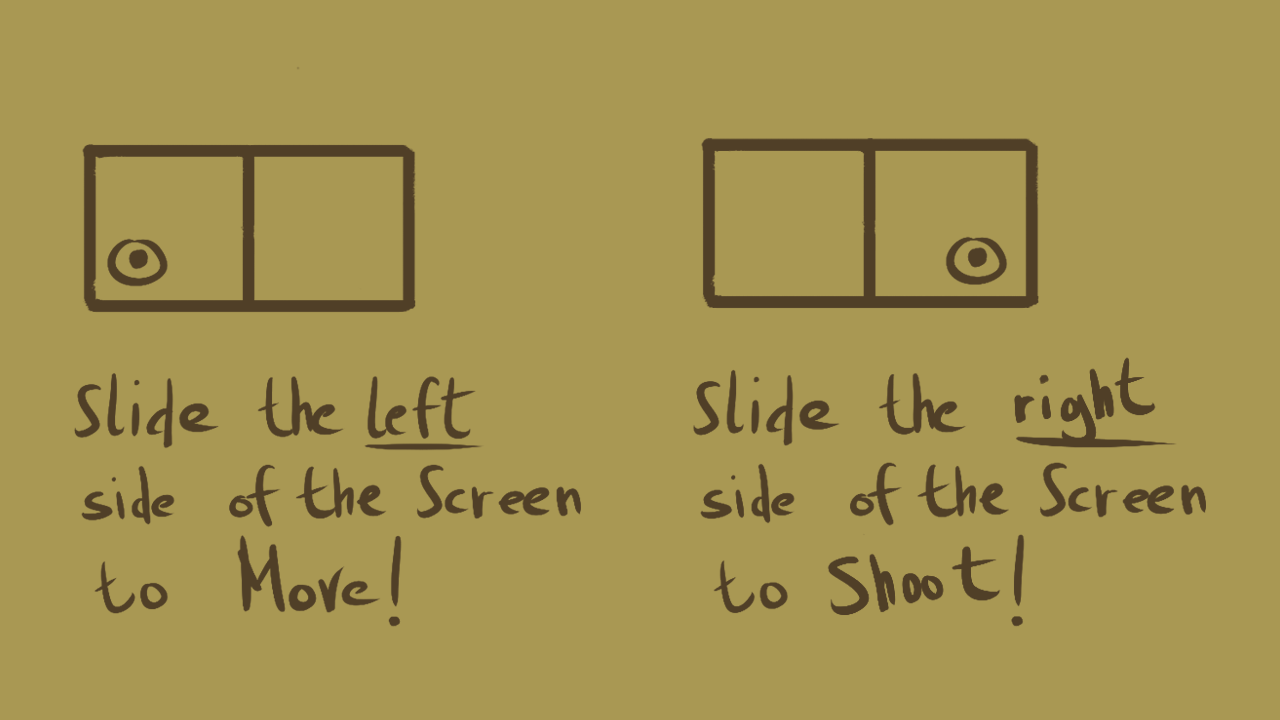 Slide the left
side of the Screen
to Move!
Slide the right
side of the Screen
to Shoot!